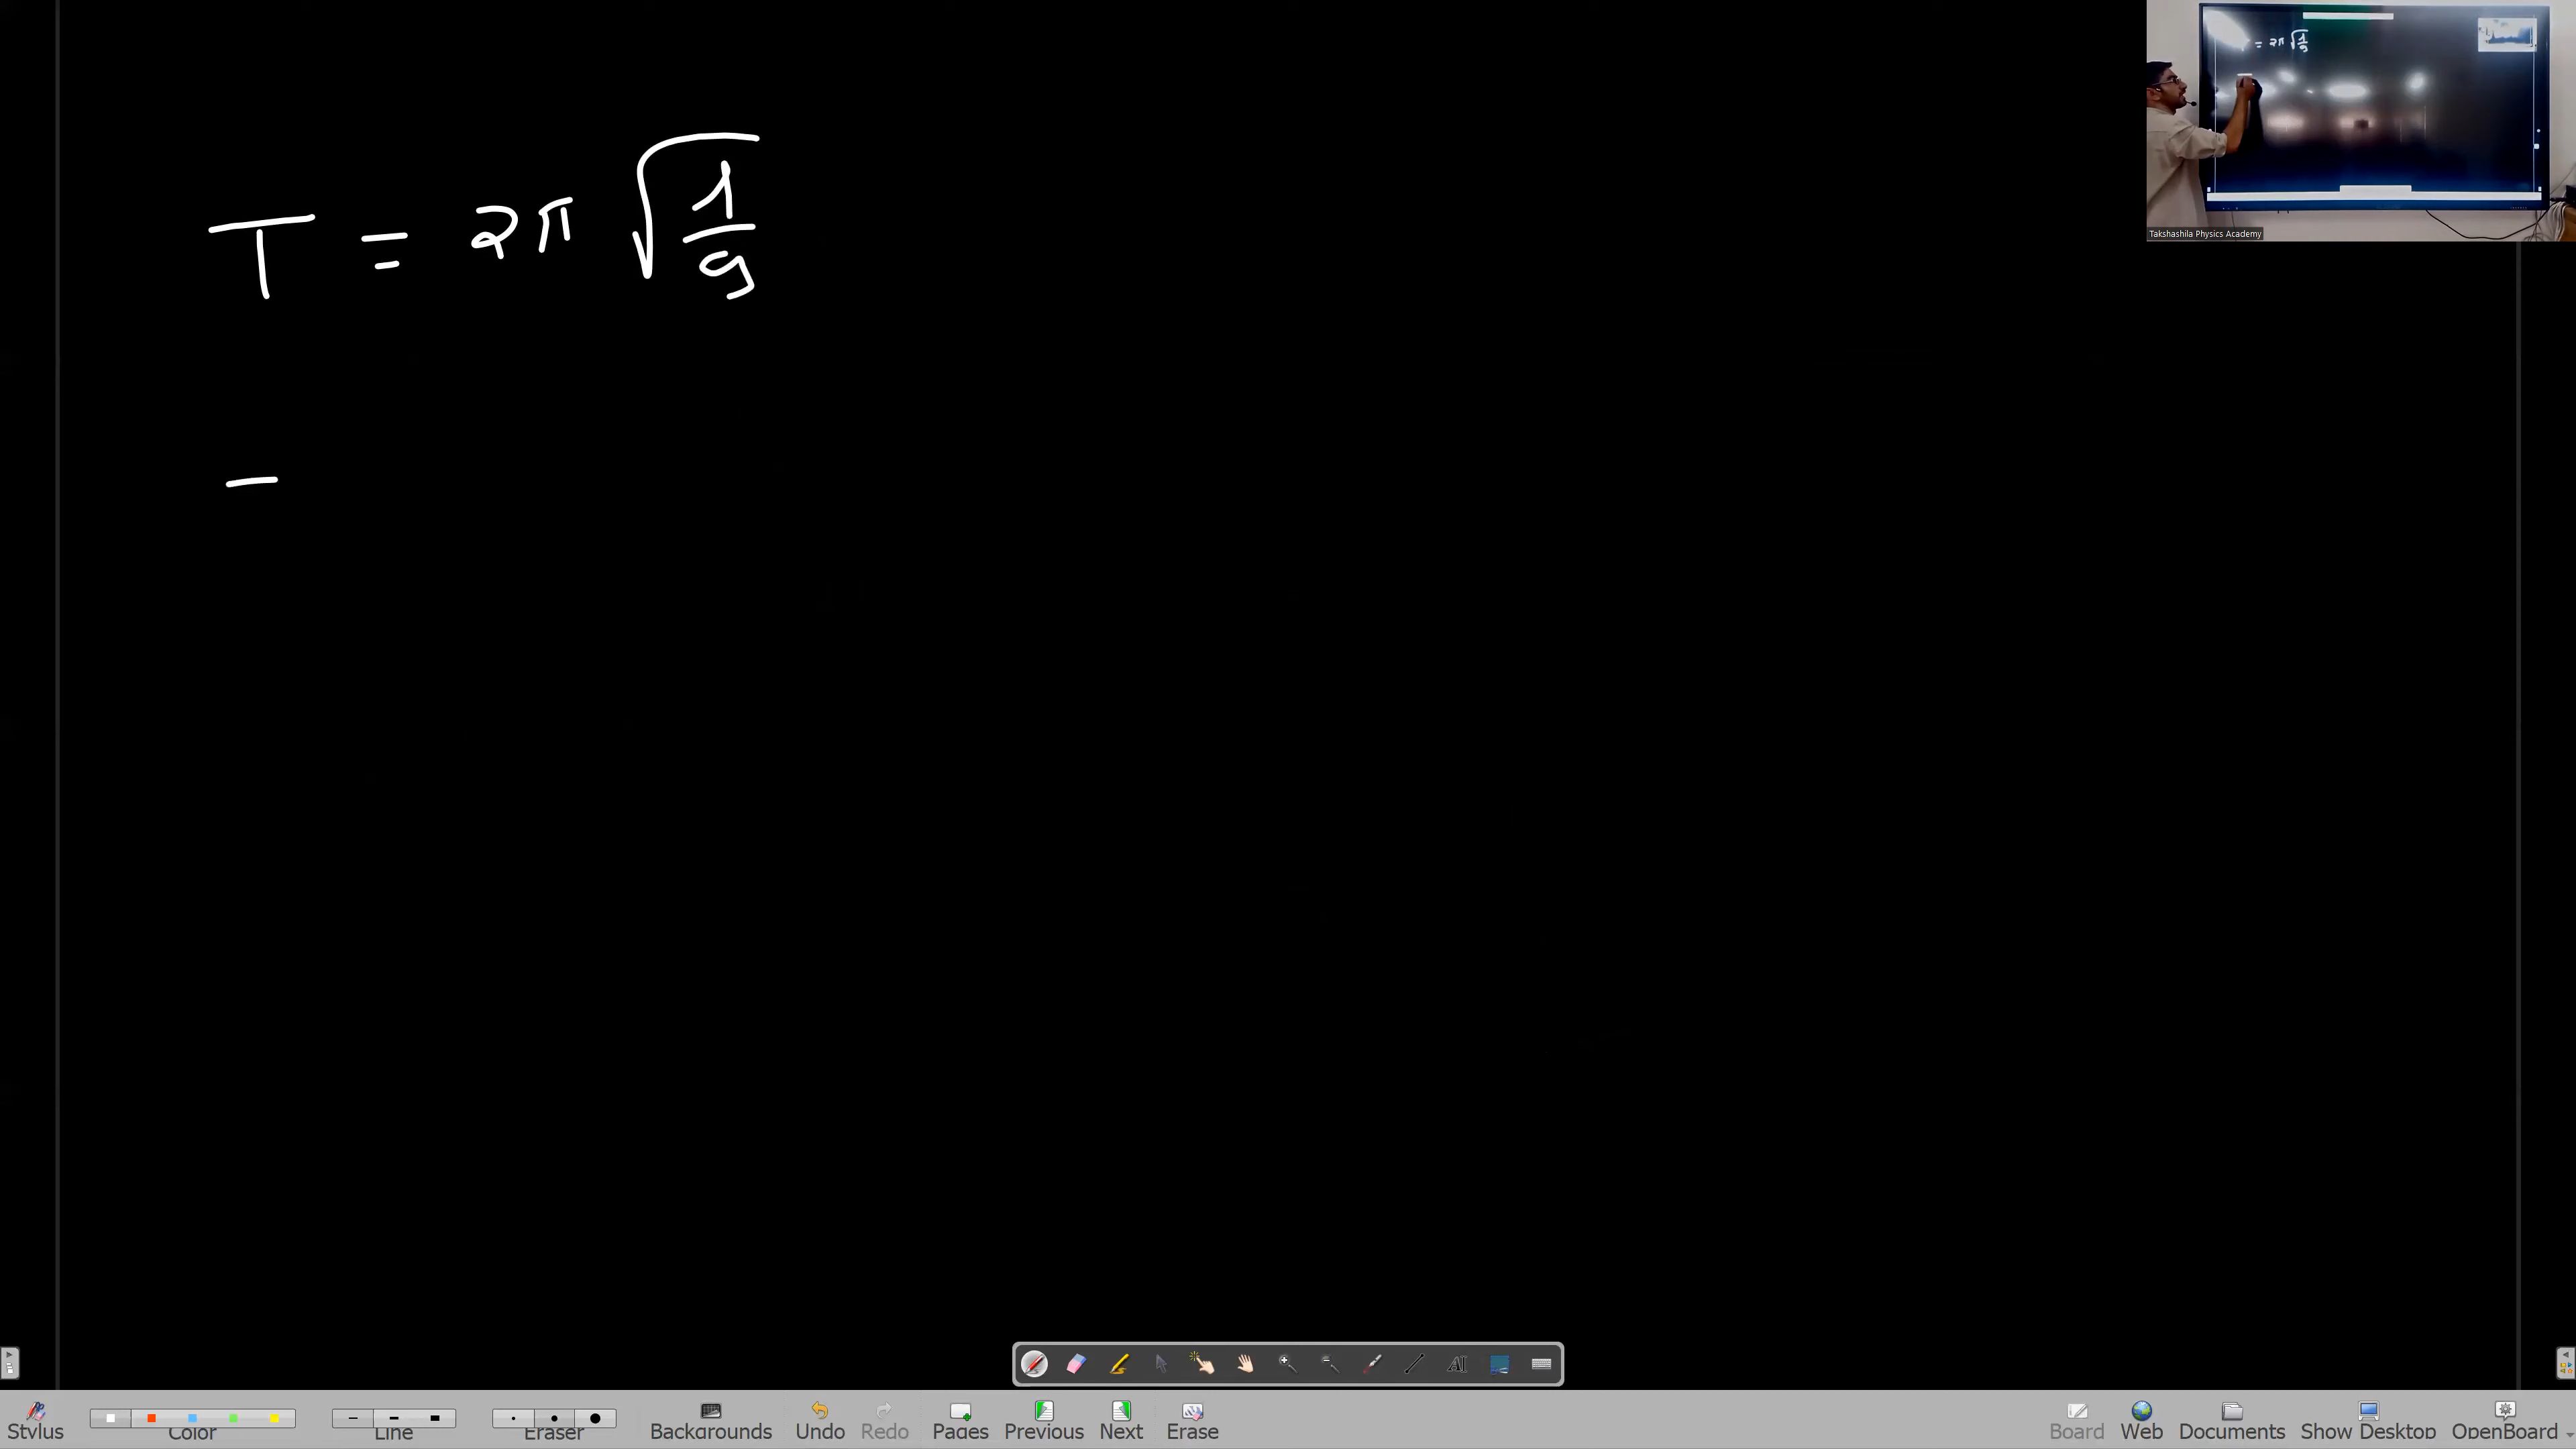 T = 2π √(1/g)
Takshashila Physics Academy
Stylus Color Line Eraser Backgrounds Undo Redo Pages Previous Next Erase Board Web Documents Show Desktop OpenBoard